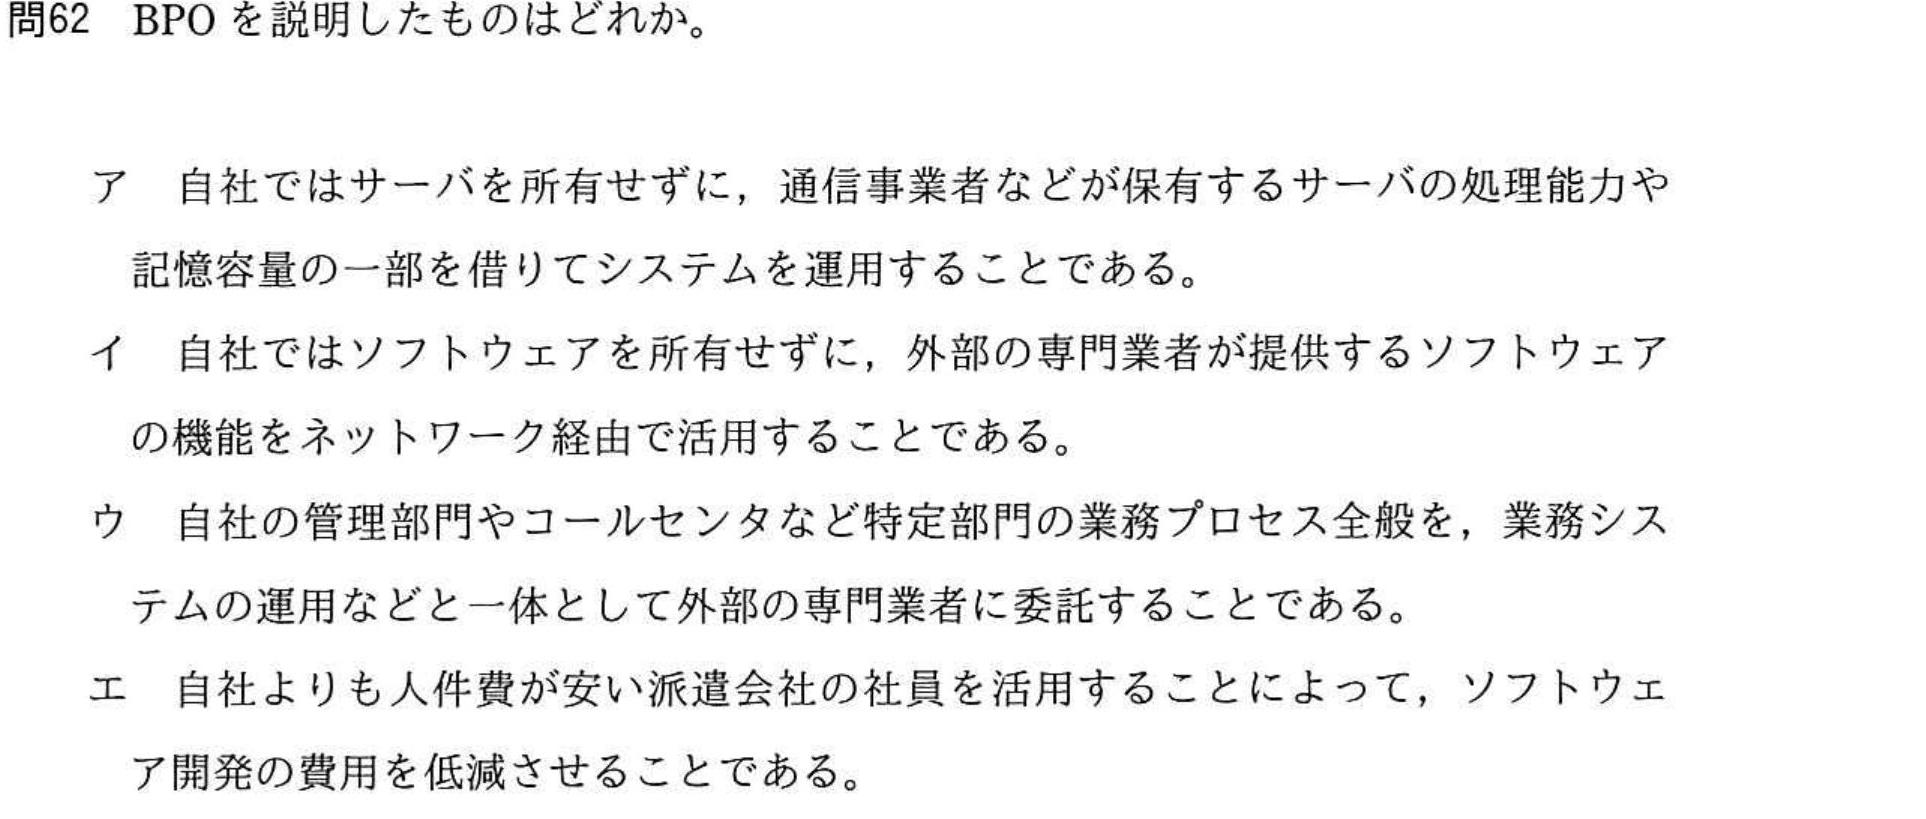 問62 BPO を説明したものはどれか。
ア 自社ではサーバを所有せずに，通信事業者などが保有するサーバの処理能力や
記憶容量の一部を借りてシステムを運用することである。
イ 自社ではソフトウェアを所有せずに，外部の専門業者が提供するソフトウェア
の機能をネットワーク経由で活用することである。
ウ 自社の管理部門やコールセンタなど特定部門の業務プロセス全般を，業務シス
テムの運用などと一体として外部の専門業者に委託することである。
エ 自社よりも人件費が安い派遣会社の社員を活用することによって，ソフトウェ
ア開発の費用を低減させることである。